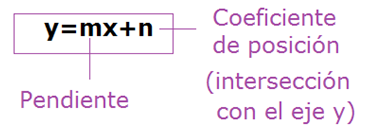 y=mx+n
Coeficiente
de posición
(intersección
con el eje y)
Pendiente